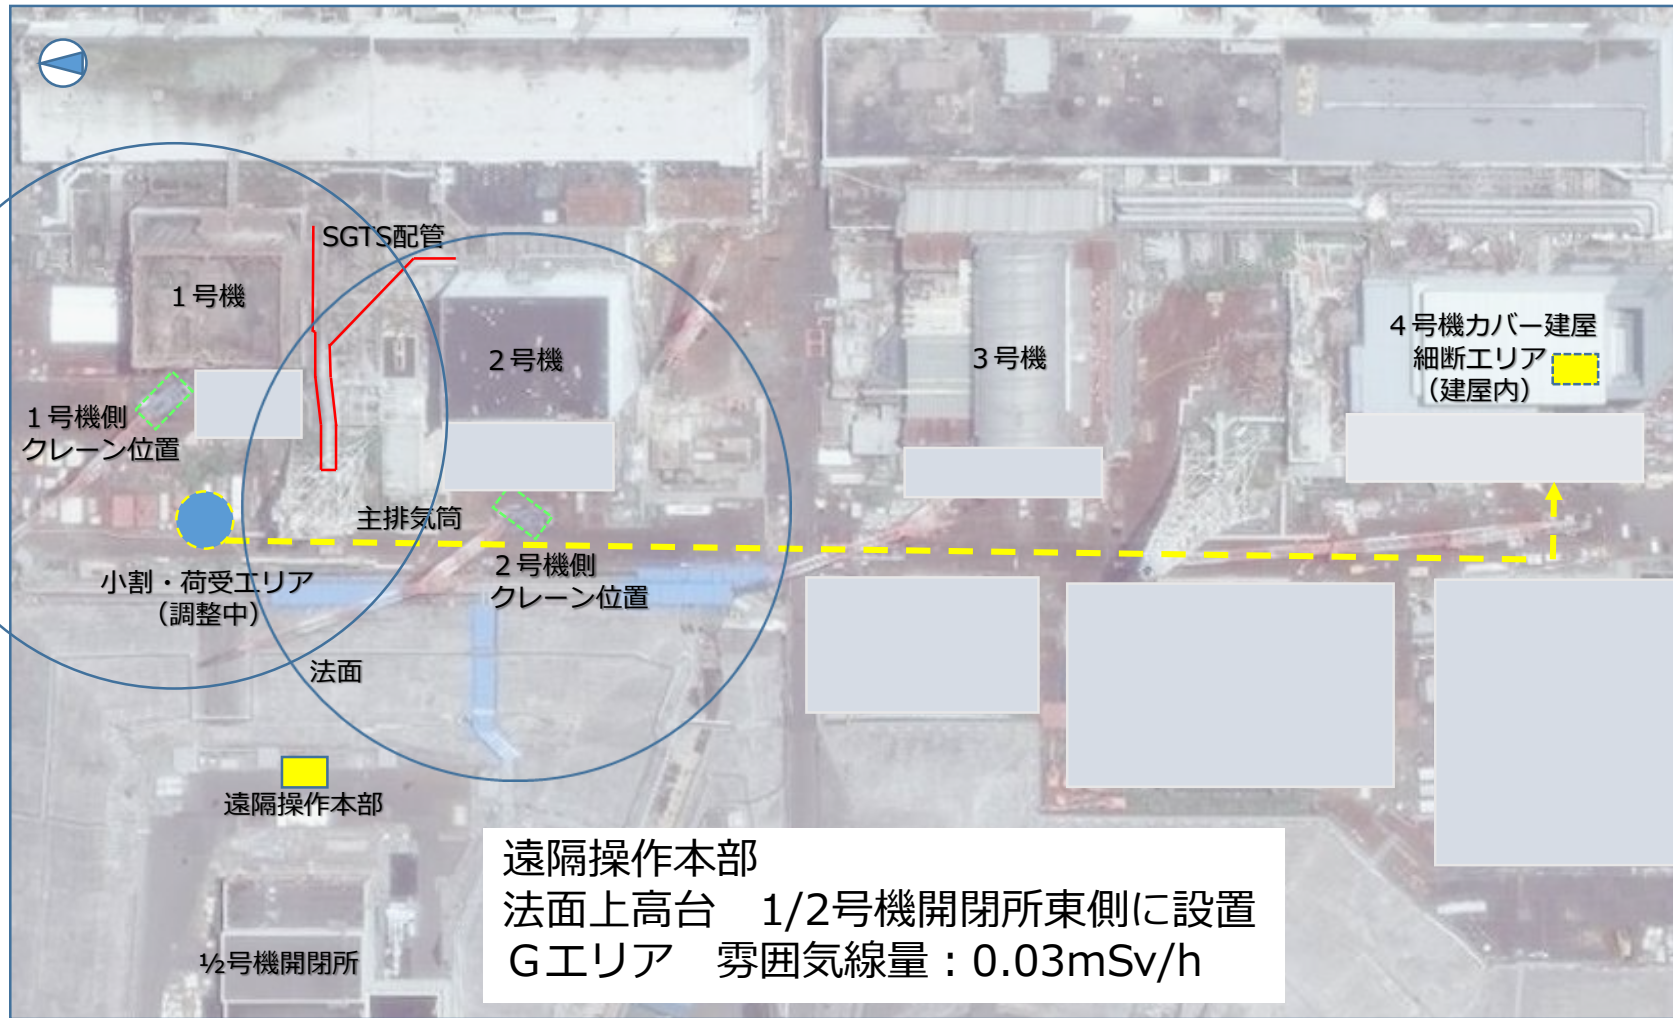 SGTS配管
１号機
２号機
３号機
４号機カバー建屋
細断エリア
（建屋内）
１号機側
クレーン位置
主排気筒
２号機側
クレーン位置
小割・荷受エリア
（調整中）
法面
遠隔操作本部
½号機開閉所
遠隔操作本部
法面上高台　1/2号機開閉所東側に設置
Ｇエリア　雰囲気線量：0.03mSv/h